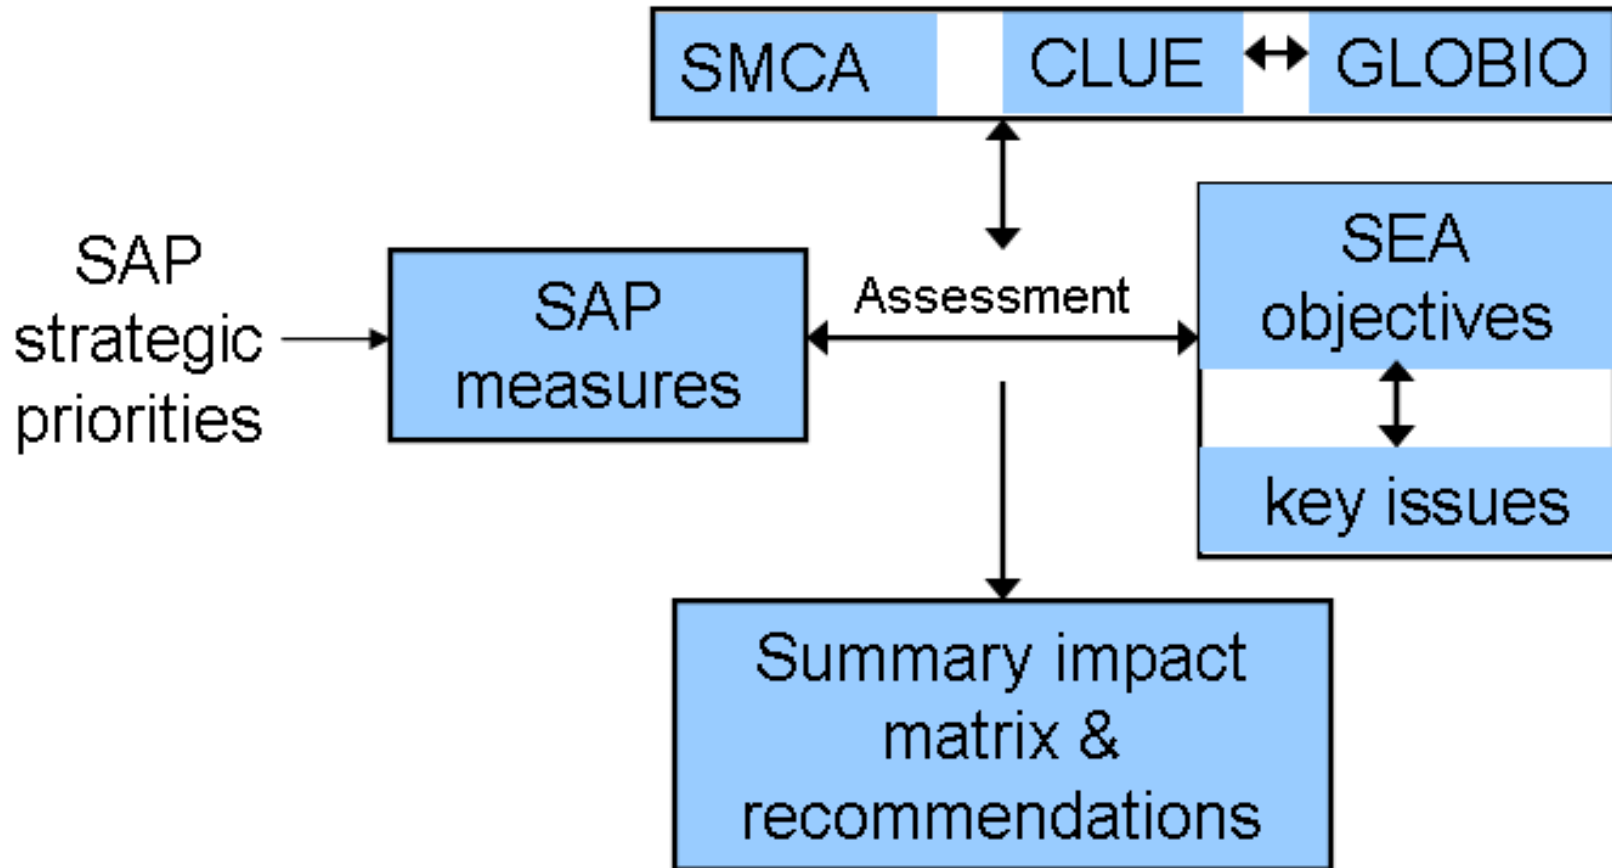 SMCA CLUE GLOBIO
SAP
strategic
priorities
SAP
measures
Assessment
SEA
objectives
key issues
Summary impact
matrix &
recommendations